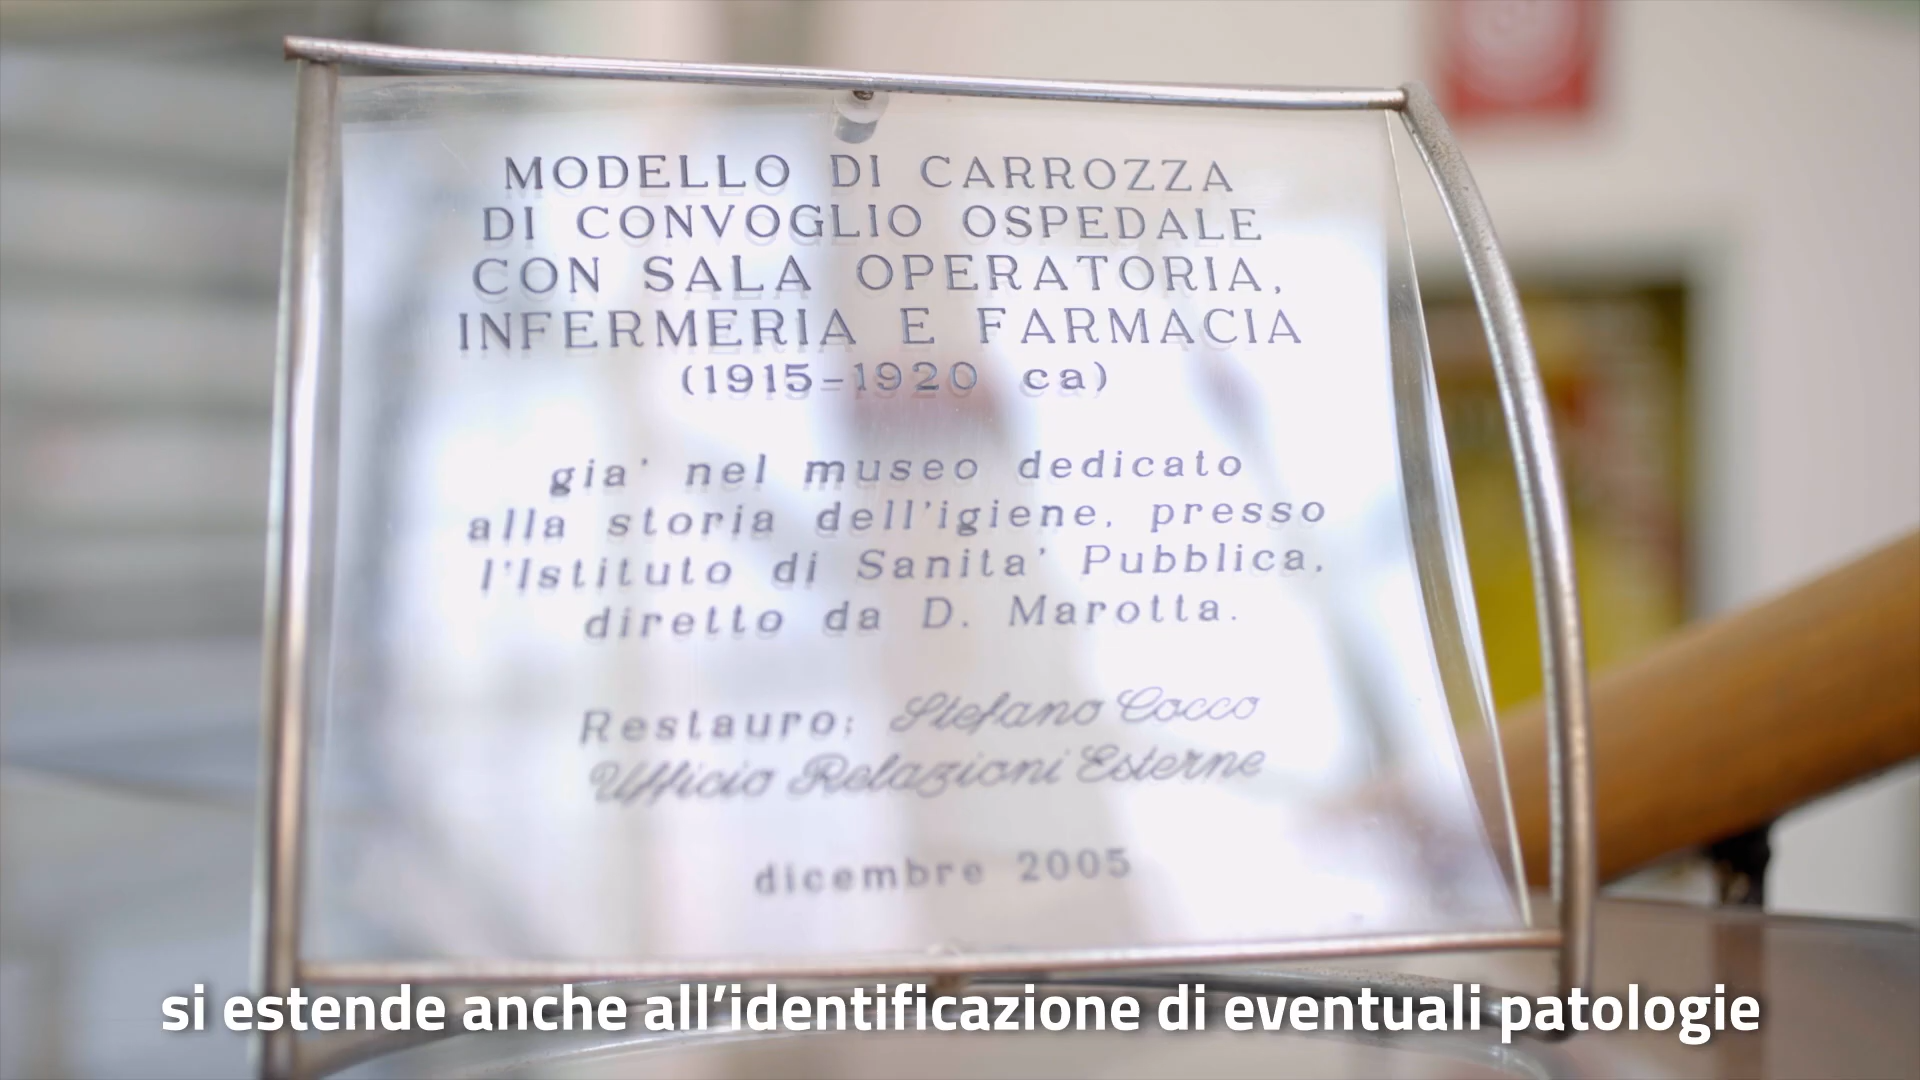 MODELLO DI CARROZZA
DI CONVOGLIO OSPEDALE
CON SALA OPERATORIA,
INFERMERIA E FARMACIA
(1915-1920 ca)
gia' nel museo dedicato
alla storia dell'igiene, presso
l'Istituto di Sanita' Pubblica,
diretto da D. Marotta.
Restauro: Stefano Cocco
Ufficio Relazioni Esterne
dicembre 2005
si estende anche all’identificazione di eventuali patologie